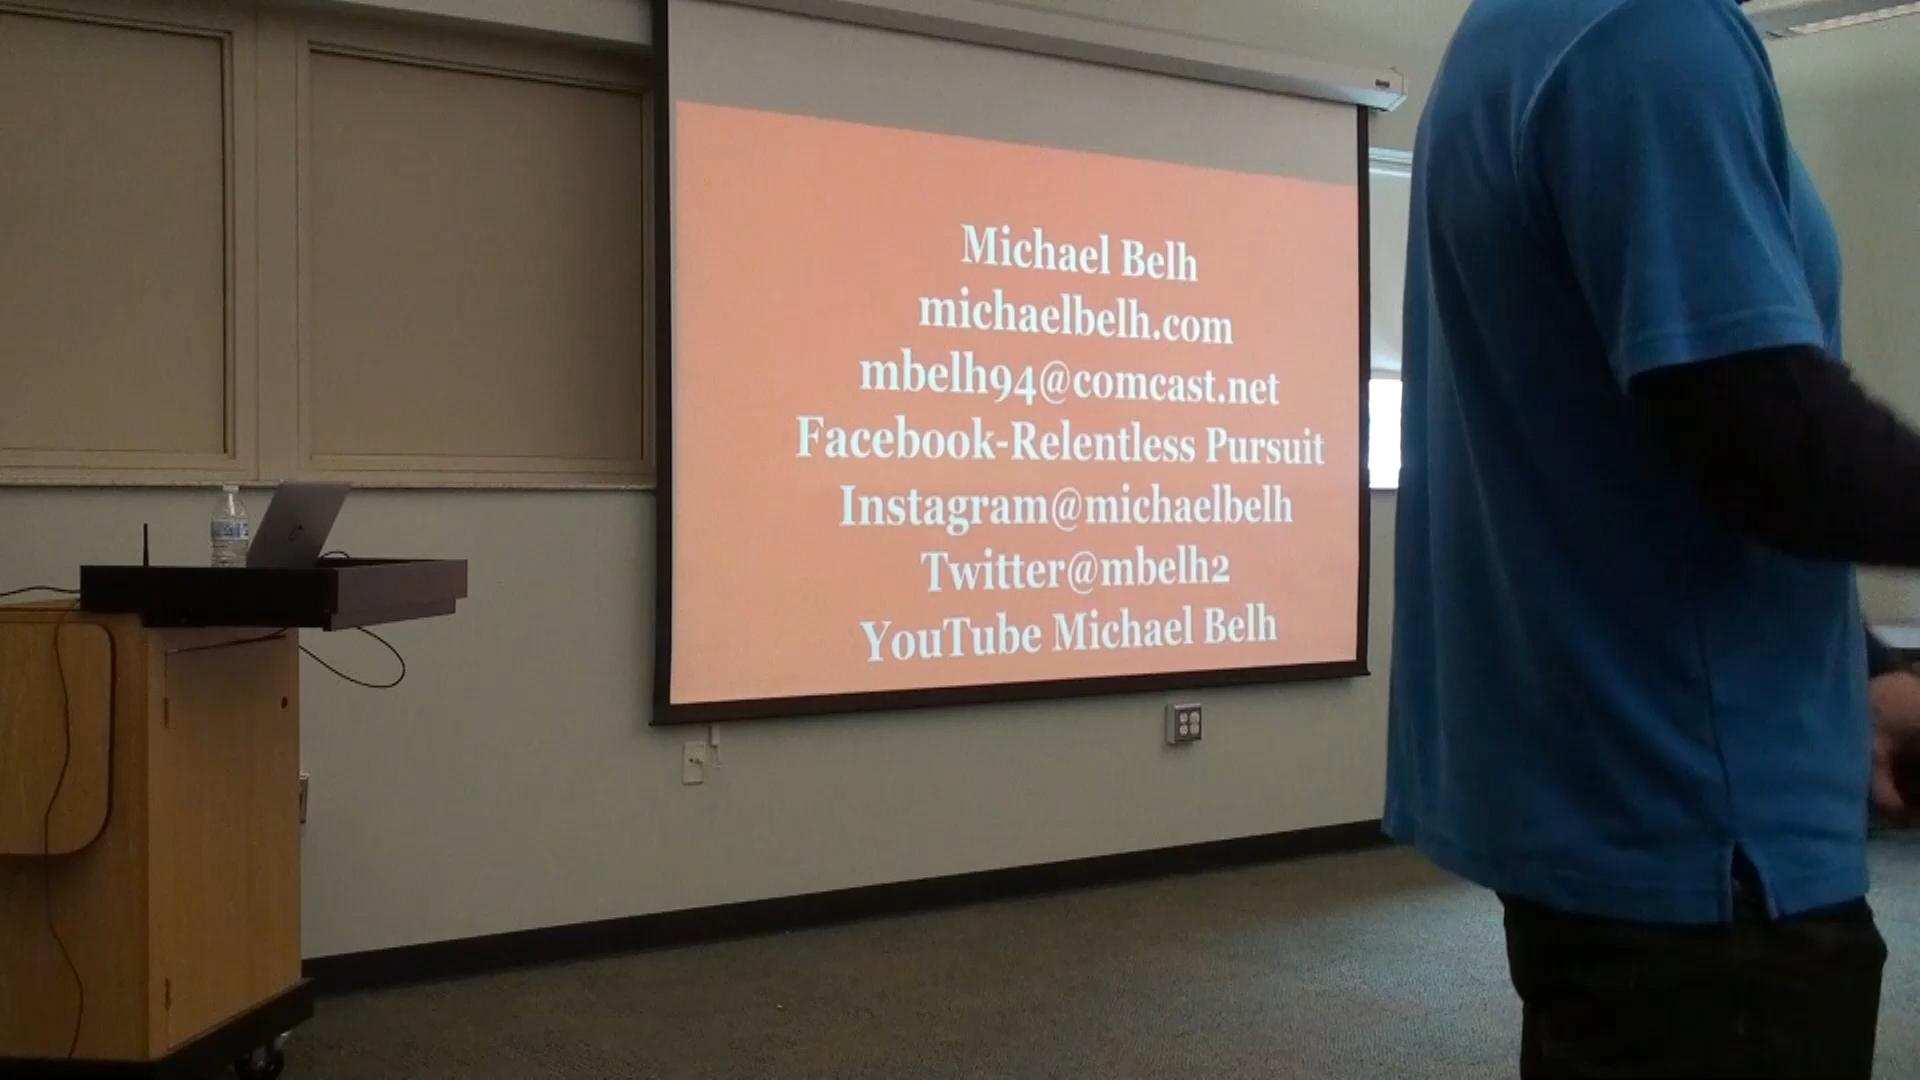 Michael Belh
michaelbelh.com
mbelh94@comcast.net
Facebook-Relentless Pursuit
Instagram@michaelbelh
Twitter@mbelh2
YouTube Michael Belh